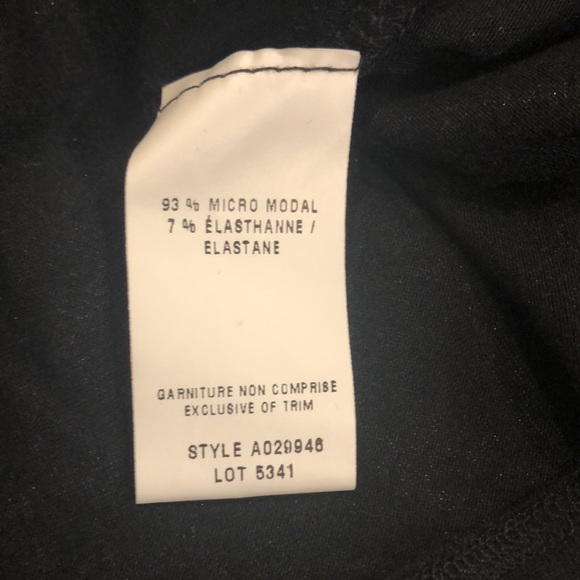 93 % MICRO MODAL
7 % ÉLASTHANNE /
ELASTANE
GARNITURE NON COMPRISE
EXCLUSIVE OF TRIM
STYLE A029946
LOT 5341